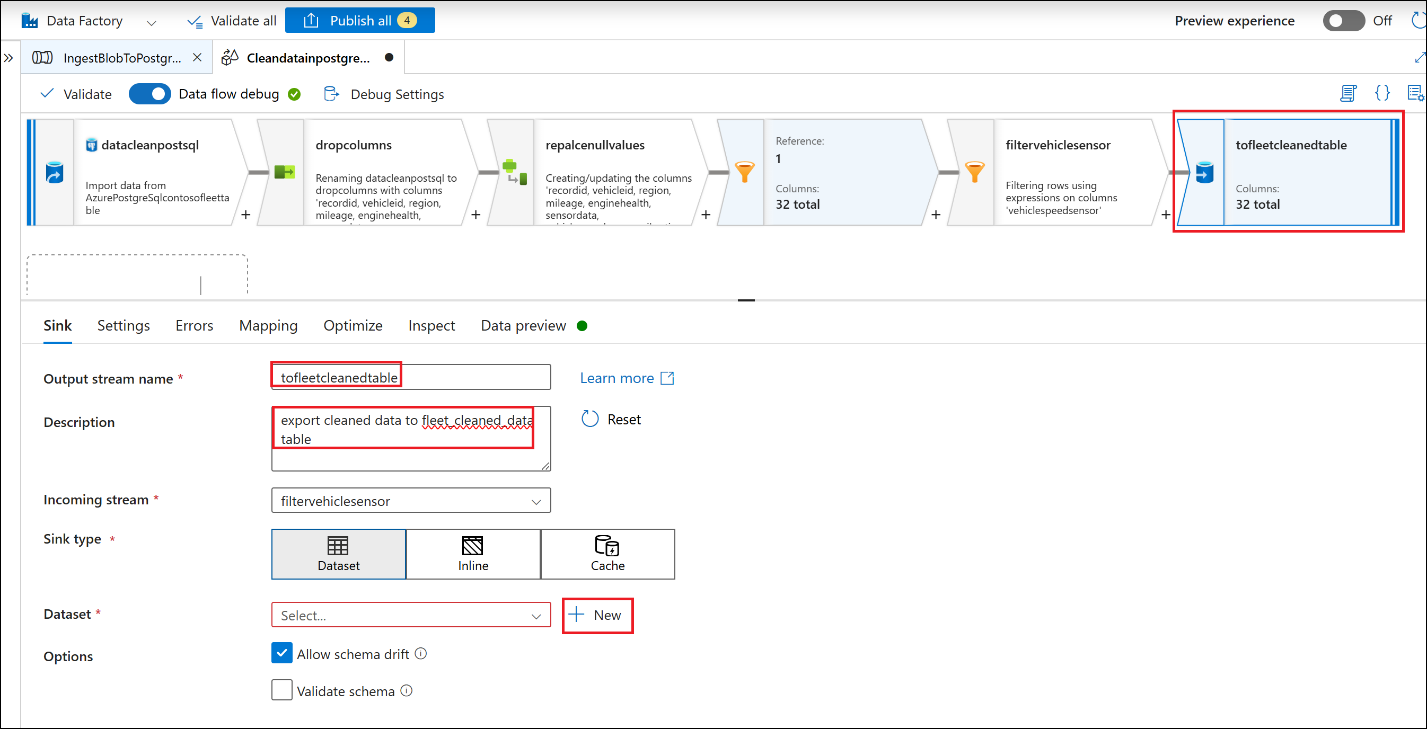 Data Factory
Validate all
Publish all 4
Preview experience
Off
IngestBlobToPostgr...
Cleandatainpostgre...
Validate
Data flow debug
Debug Settings
{}
datacleanpostsql
Import data from
AzurePostgreSqlcontosofleetta
ble
+
dropcolumns
Renaming datacleanpostsql to
dropcolumns with columns
'recordid, vehicleid, region,
mileage, enginehealth,
+
repalcenullvalues
Creating/updating the columns
'recordid, vehicleid, region,
mileage, enginehealth,
sensordata,
+
Reference:
1
Columns:
32 total
+
filtervehiclesensor
Filtering rows using
expressions on columns
'vehiclespeedsensor'
+
tofleetcleanedtable
Columns:
32 total
Sink
Settings
Errors
Mapping
Optimize
Inspect
Data preview
Output stream name *
tofleetcleanedtable
Learn more
Description
export cleaned data to fleet_cleaned_data
table
Reset
Incoming stream *
filtervehiclesensor
Sink type *
Dataset
Inline
Cache
Dataset *
Select...
New
Options
Allow schema drift
Validate schema